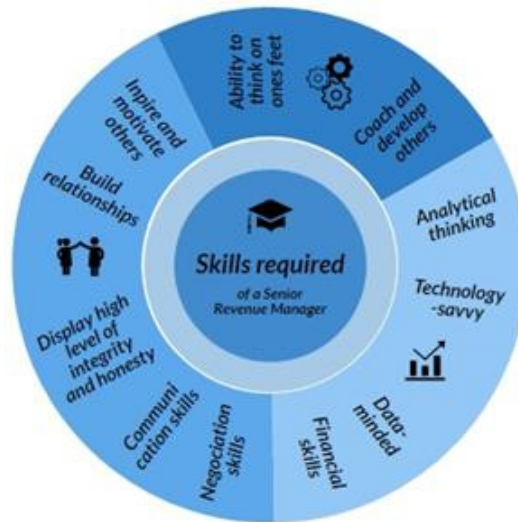 Ability to
think on
ones feet
Coach and
develop
others
Analytical
thinking
Technology
-savvy
Data-
minded
Financial
skills
Negociation
skills
Communi
cation skills
Display high
level of
integrity
and honesty
Build
relationships
Inpire and
motivate
others
Skills required
of a Senior
Revenue Manager